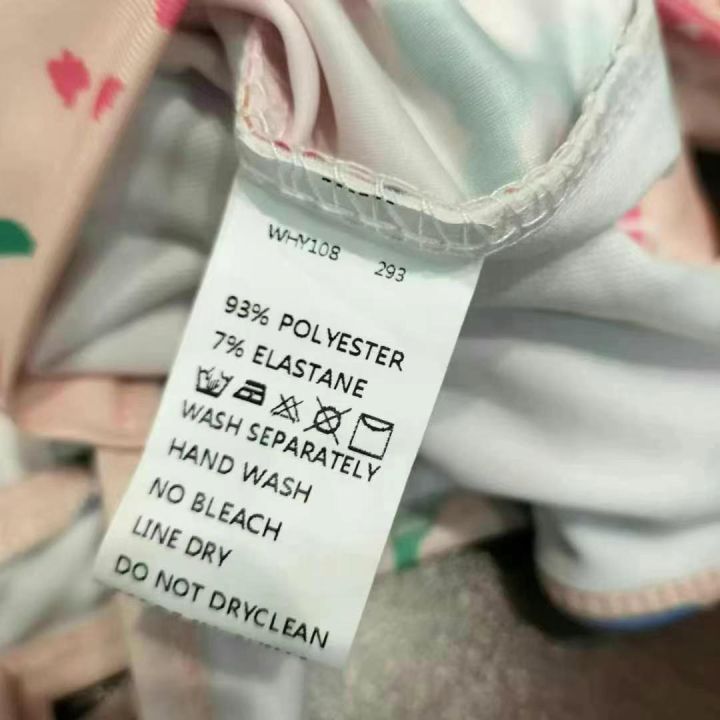 WHY108 293
93% POLYESTER
7% ELASTANE
WASH SEPARATELY
HAND WASH
NO BLEACH
LINE DRY
DO NOT DRYCLEAN